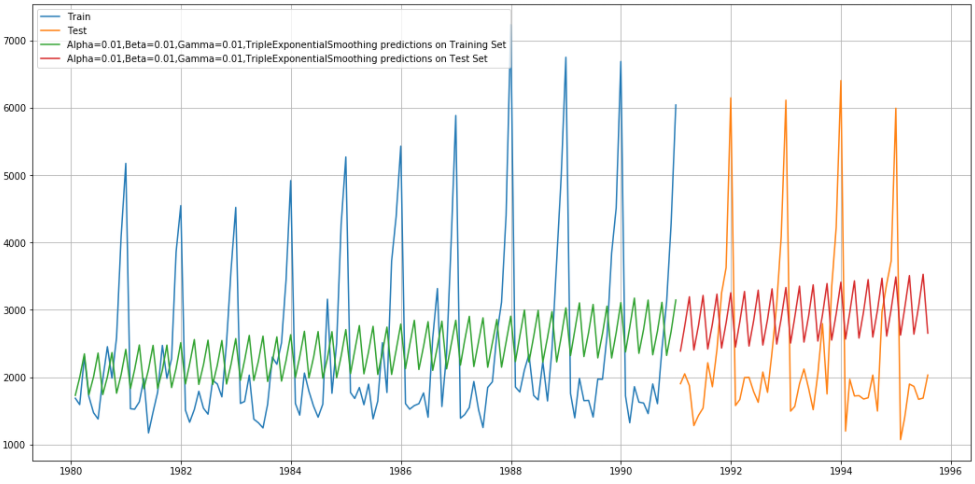 Train
Test
Alpha=0.01,Beta=0.01,Gamma=0.01,TripleExponentialSmoothing predictions on Training Set
Alpha=0.01,Beta=0.01,Gamma=0.01,TripleExponentialSmoothing predictions on Test Set
7000
6000
5000
4000
3000
2000
1000
1980 1982 1984 1986 1988 1990 1992 1994 1996